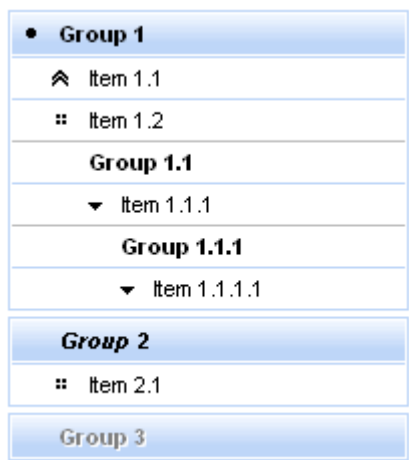 Group 1
Item 1.1
Item 1.2
Group 1.1
Item 1.1.1
Group 1.1.1
Item 1.1.1.1
Group 2
Item 2.1
Group 3